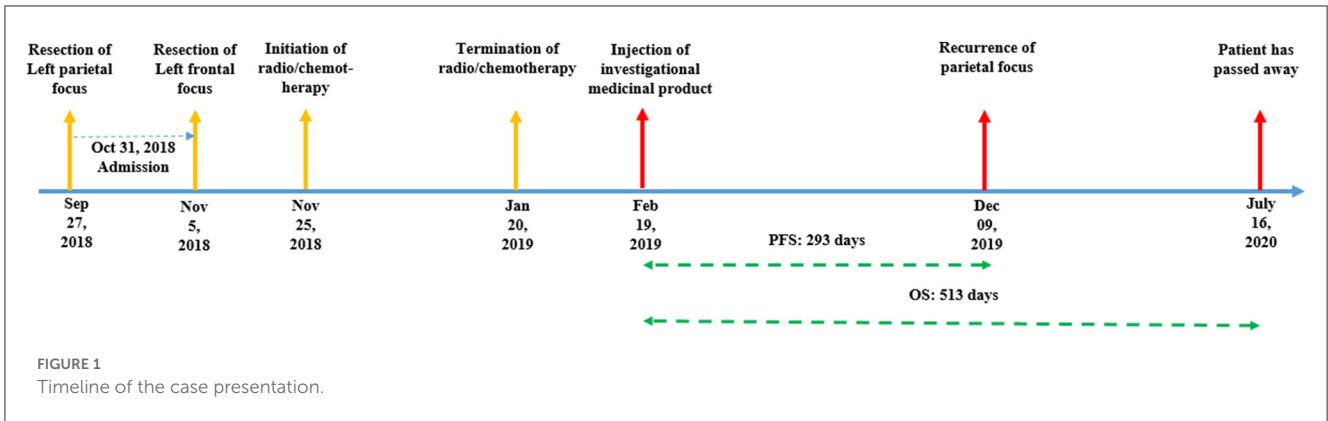 Resection of
Left parietal
focus
Resection of
Left frontal
focus
Initiation of
radio/chemot-
herapy
Termination of
radio/chemotherapy
Injection of
investigational
medicinal product
Recurrence of
parietal focus
Patient has
passed away
Oct 31, 2018
Admission
Sep
27,
2018
Nov
5,
2018
Nov
25,
2018
Jan
20,
2019
Feb
19,
2019
Dec
09,
2019
July
16,
2020
PFS: 293 days
OS: 513 days
FIGURE 1
Timeline of the case presentation.